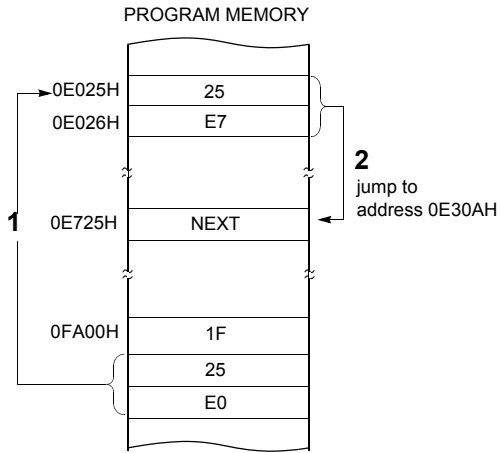 PROGRAM MEMORY
0E025H 25
0E026H E7
2
jump to
address 0E30AH
1
0E725H NEXT
0FA00H 1F
25
E0